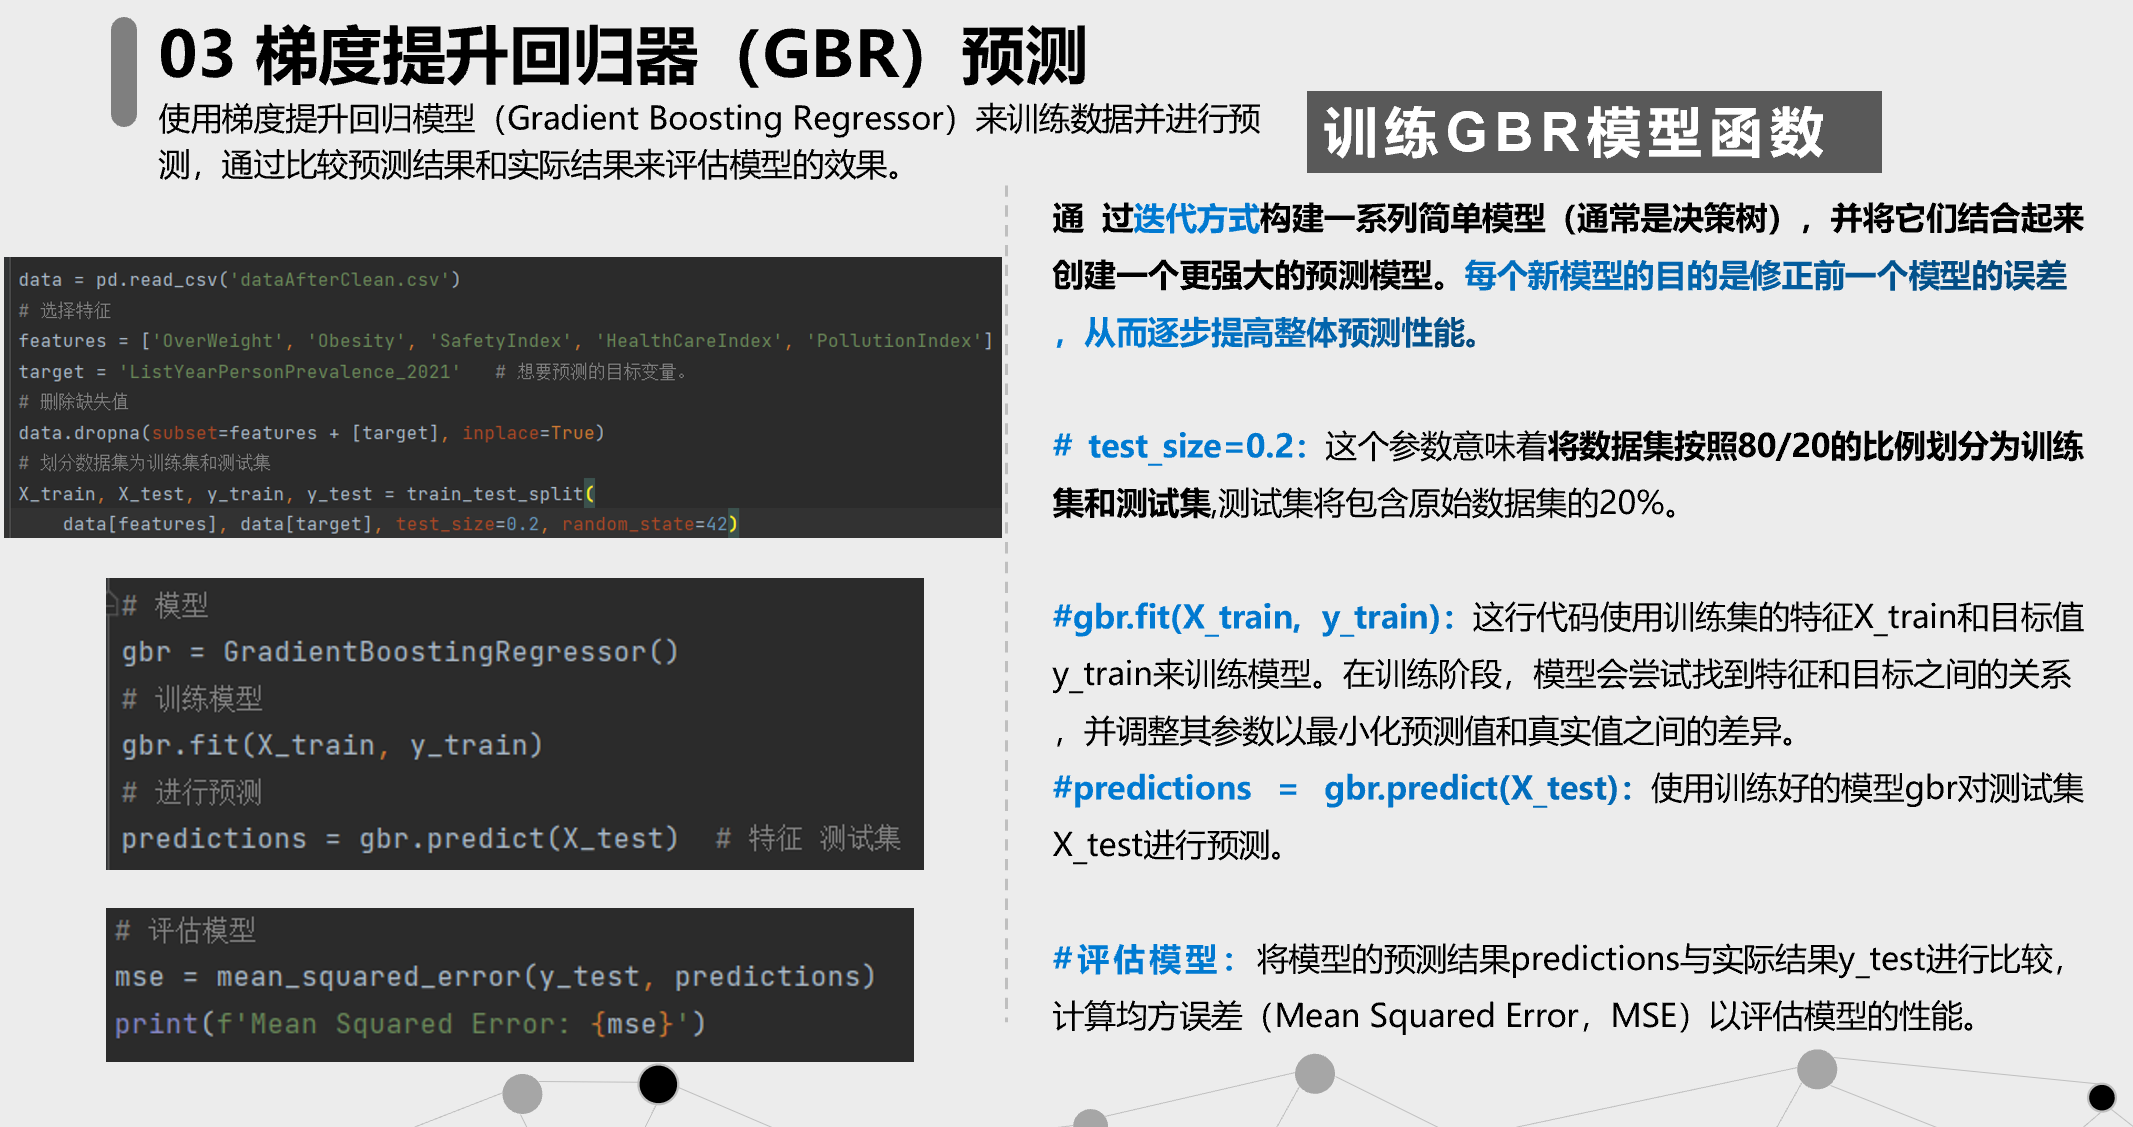 03 梯度提升回归器（GBR）预测
使用梯度提升回归模型（Gradient Boosting Regressor）来训练数据并进行预
测，通过比较预测结果和实际结果来评估模型的效果。
data = pd.read_csv('dataAfterClean.csv')
# 选择特征
features = ['OverWeight', 'Obesity', 'SafetyIndex', 'HealthCareIndex', 'PollutionIndex']
target = 'ListYearPersonPrevalence_2021'   # 想要预测的目标变量。
# 删除缺失值
data.dropna(subset=features + [target], inplace=True)
# 划分数据集为训练集和测试集
X_train, X_test, y_train, y_test = train_test_split(
    data[features], data[target], test_size=0.2, random_state=42)
# 模型
gbr = GradientBoostingRegressor()
# 训练模型
gbr.fit(X_train, y_train)
# 进行预测
predictions = gbr.predict(X_test)  # 特征 测试集
# 评估模型
mse = mean_squared_error(y_test, predictions)
print(f'Mean Squared Error: {mse}')
训练GBR模型函数
通 过迭代方式构建一系列简单模型（通常是决策树），并将它们结合起来
创建一个更强大的预测模型。每个新模型的目的是修正前一个模型的误差
，从而逐步提高整体预测性能。
# test_size=0.2：这个参数意味着将数据集按照80/20的比例划分为训练
集和测试集,测试集将包含原始数据集的20%。
#gbr.fit(X_train, y_train)：这行代码使用训练集的特征X_train和目标值
y_train来训练模型。在训练阶段，模型会尝试找到特征和目标之间的关系
，并调整其参数以最小化预测值和真实值之间的差异。
#predictions = gbr.predict(X_test)：使用训练好的模型gbr对测试集
X_test进行预测。
#评估模型：将模型的预测结果predictions与实际结果y_test进行比较，
计算均方误差（Mean Squared Error，MSE）以评估模型的性能。